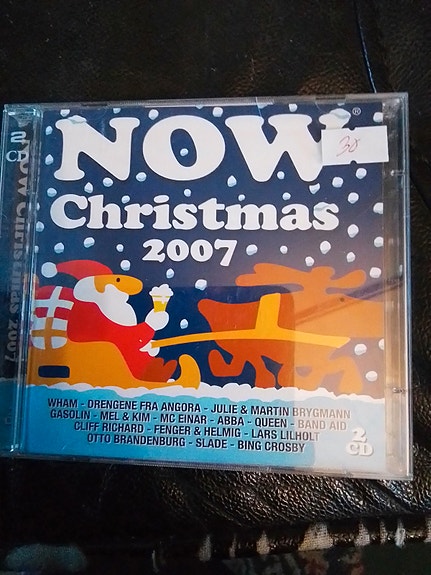 2
CD
NOW Christmas 2007
NOW®
30
Christmas
2007
WHAM - DRENGENE FRA ANGORA - JULIE & MARTIN BRYGMANN
GASOLIN - MEL & KIM - MC EINAR - ABBA - QUEEN - BAND AID
CLIFF RICHARD - FENGER & HELMIG - LARS LILHOLT
OTTO BRANDENBURG - SLADE - BING CROSBY
2
CD